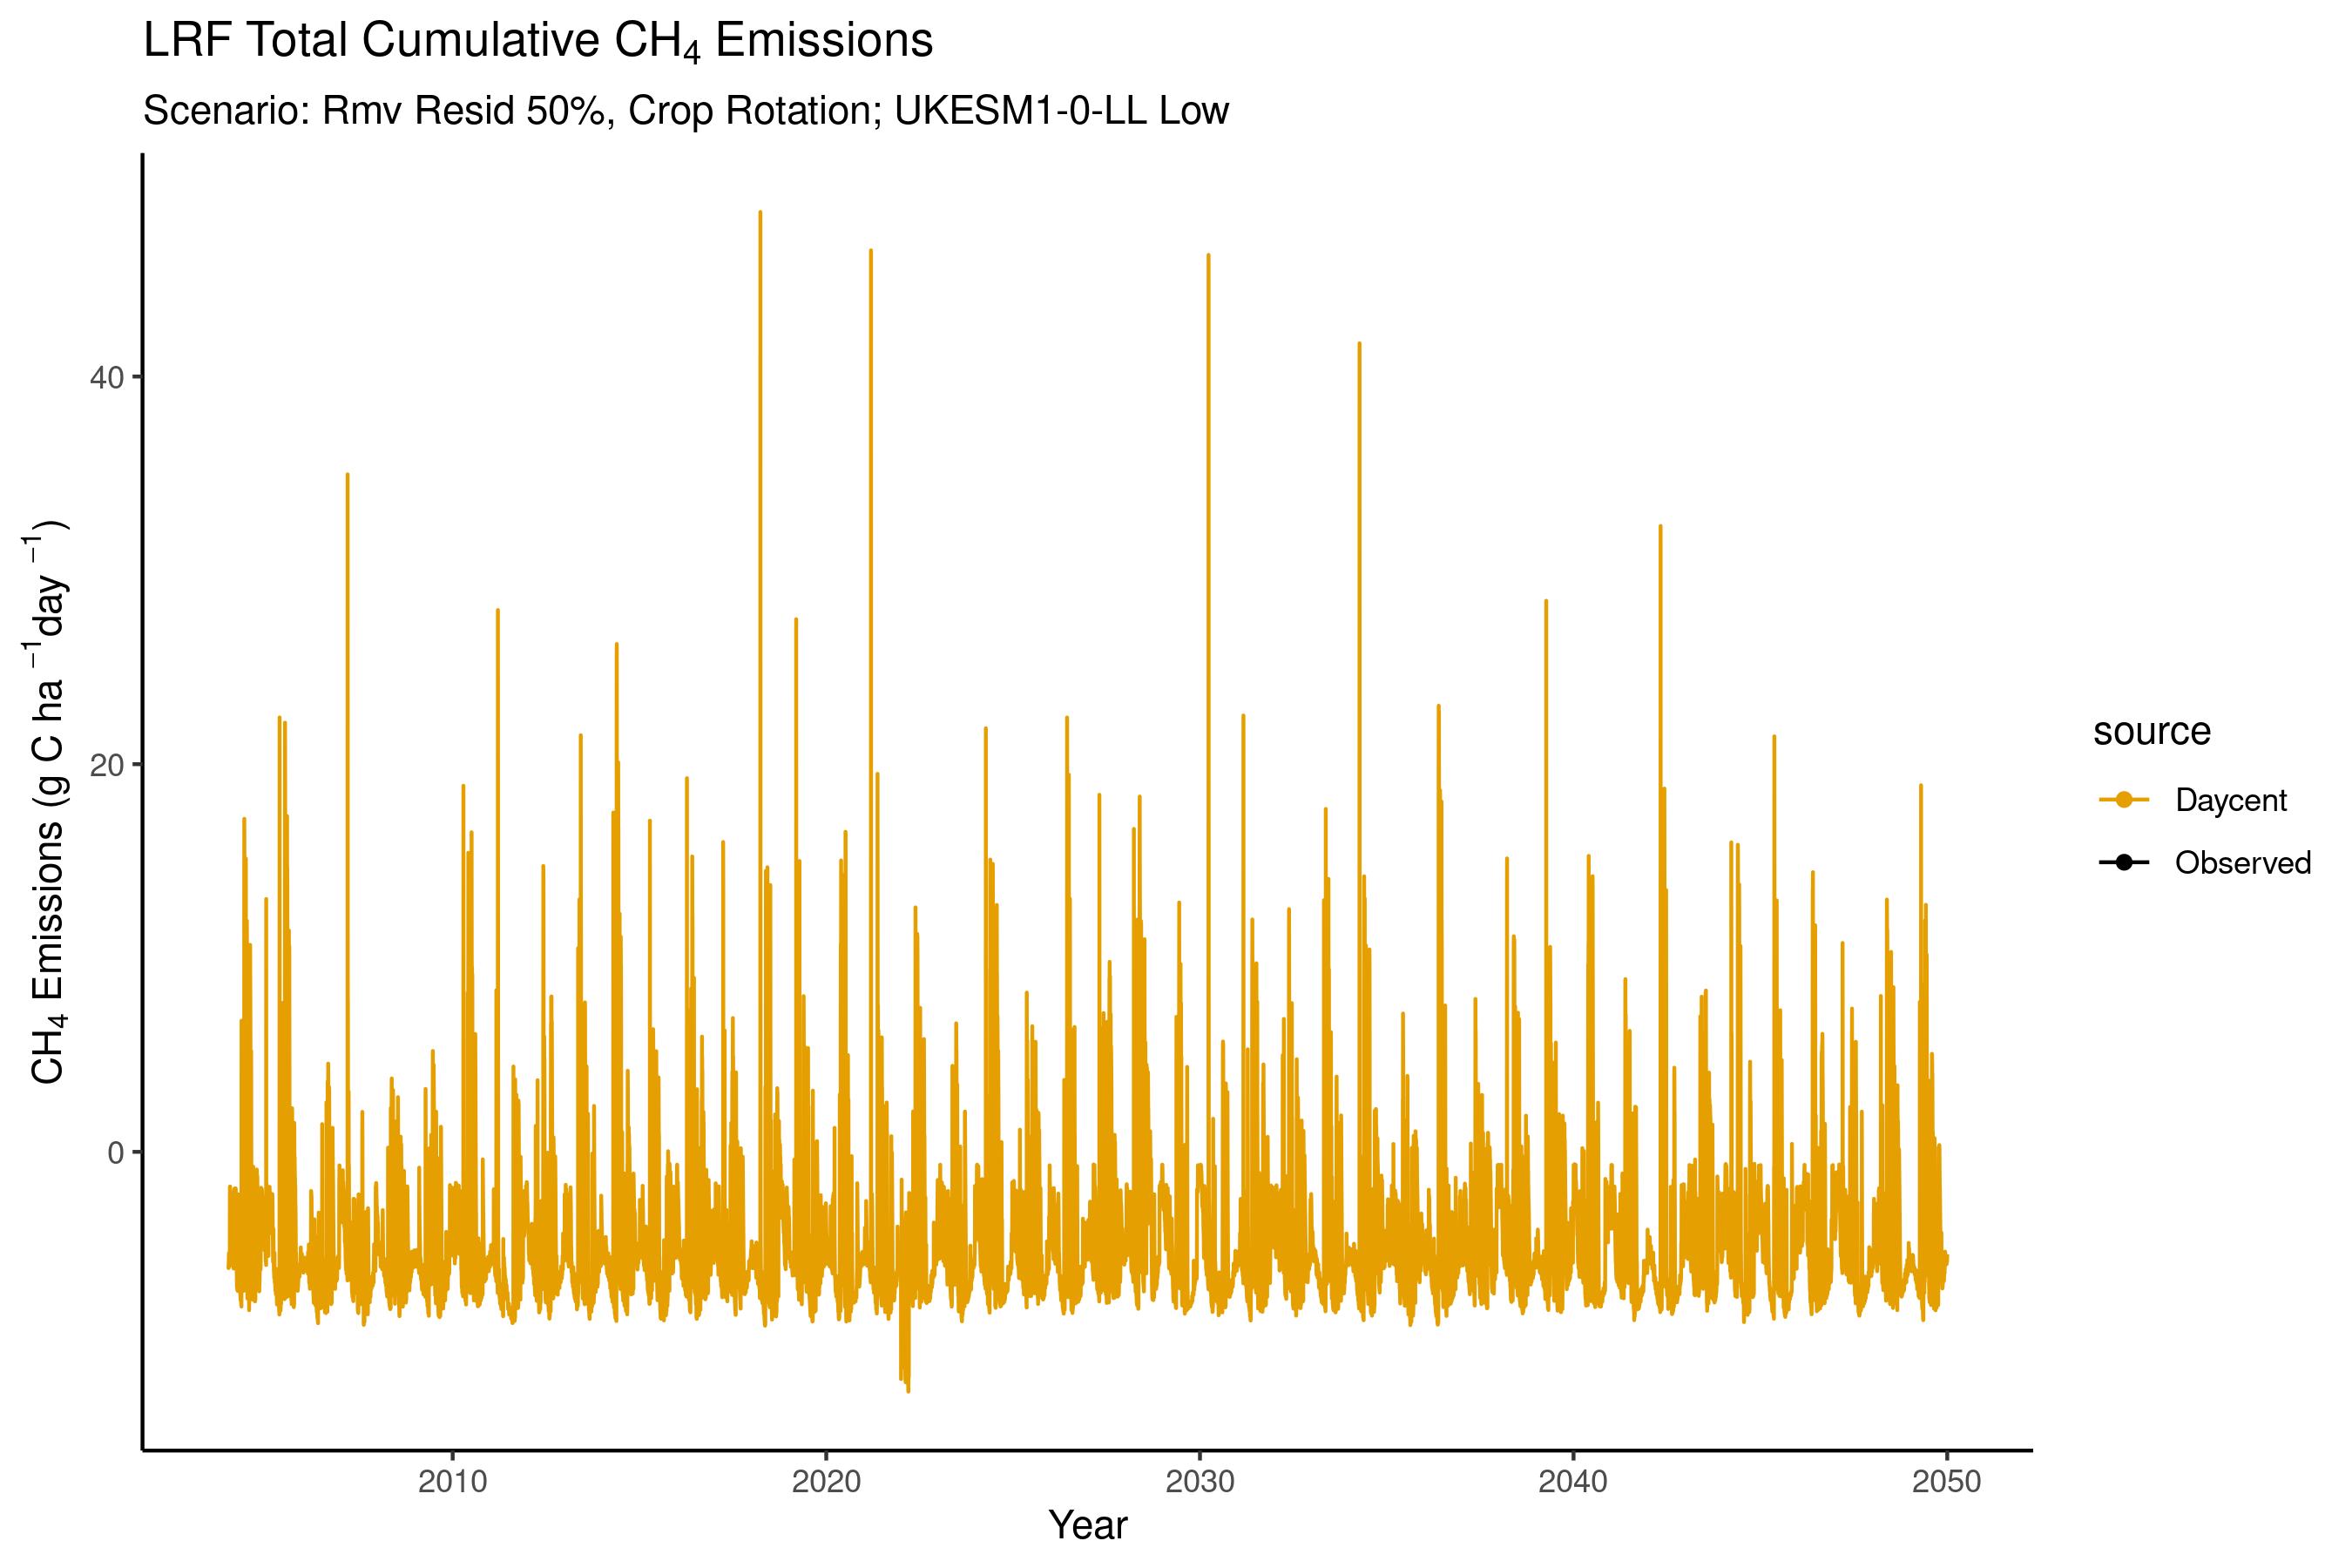 LRF Total Cumulative CH₄ Emissions
Scenario: Rmv Resid 50%, Crop Rotation; UKESM1-0-LL Low
CH₄ Emissions (g C ha ⁻¹day ⁻¹)
40
20
0
2010 2020 2030 2040 2050
Year
source
Daycent
Observed